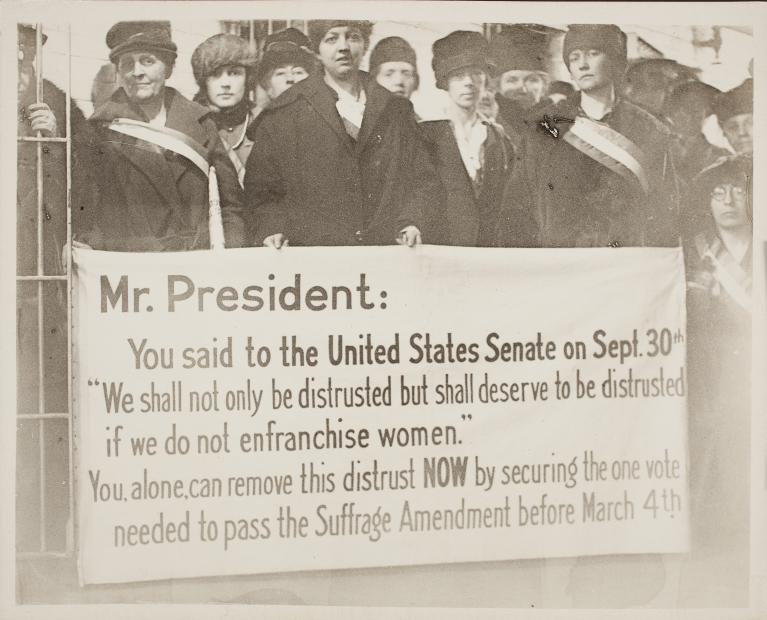 Mr. President:
You said to the United States Senate on Sept. 30th
"We shall not only be distrusted but shall deserve to be distrusted
if we do not enfranchise women."
You, alone, can remove this distrust NOW by securing the one vote
needed to pass the Suffrage Amendment before March 4th